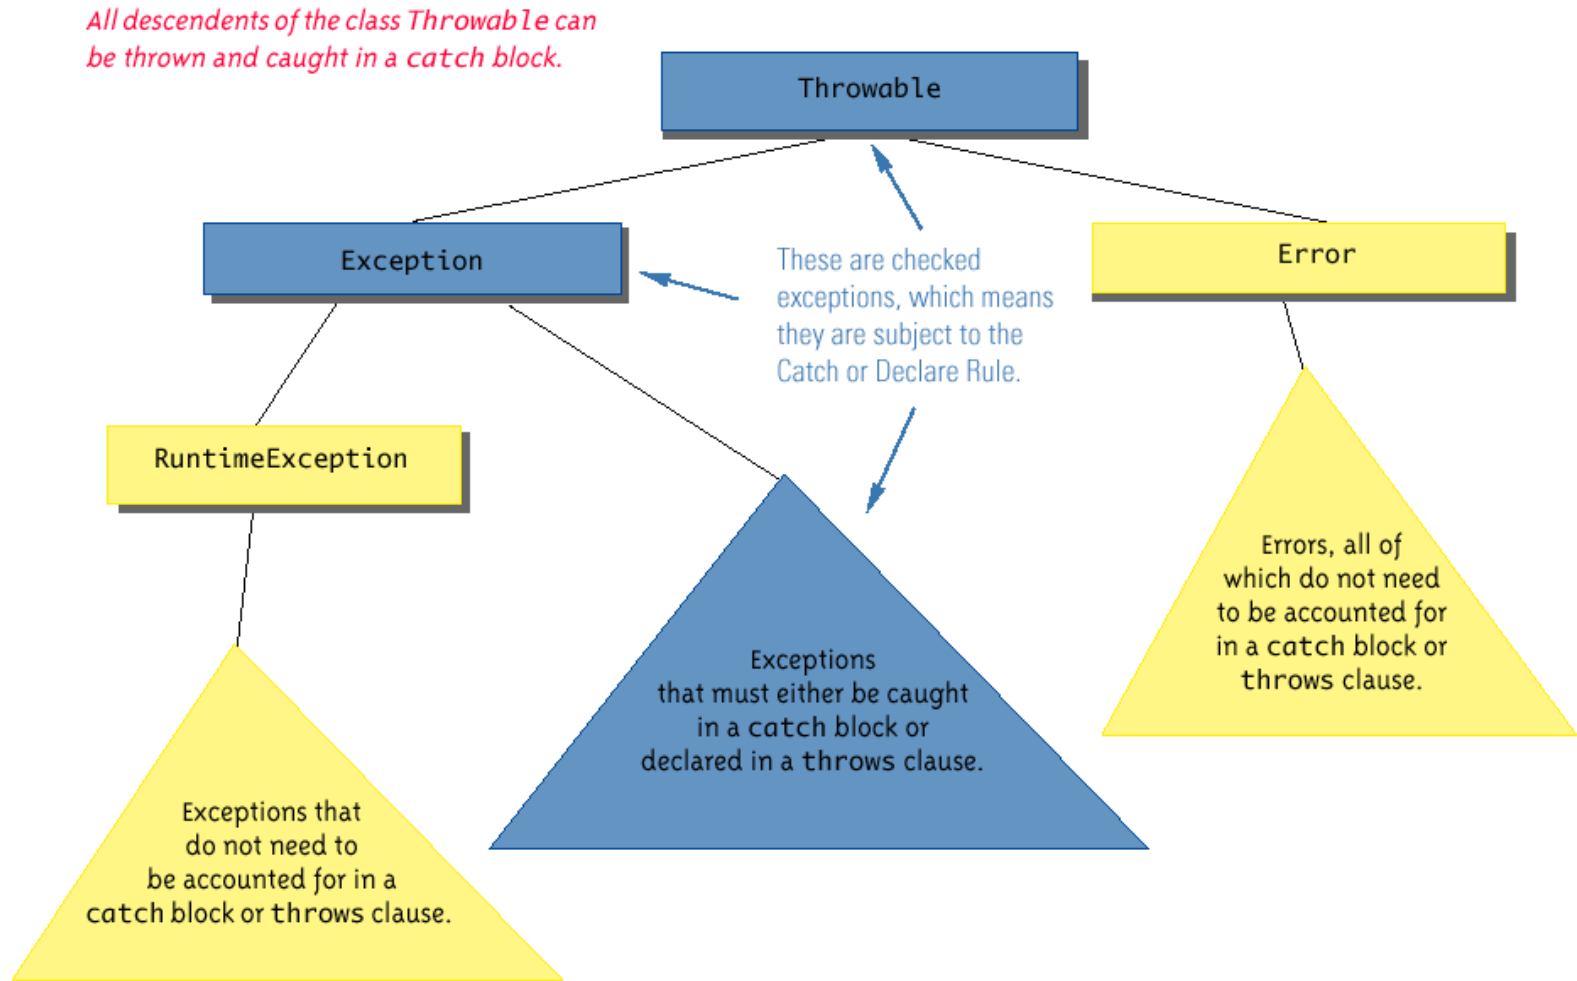 All descendents of the class Throwable can
be thrown and caught in a catch block.
Throwable
Exception
Error
These are checked
exceptions, which means
they are subject to the
Catch or Declare Rule.
RuntimeException
Errors, all of
which do not need
to be accounted for
in a catch block or
throws clause.
Exceptions
that must either be caught
in a catch block or
declared in a throws clause.
Exceptions that
do not need to
be accounted for in a
catch block or throws clause.